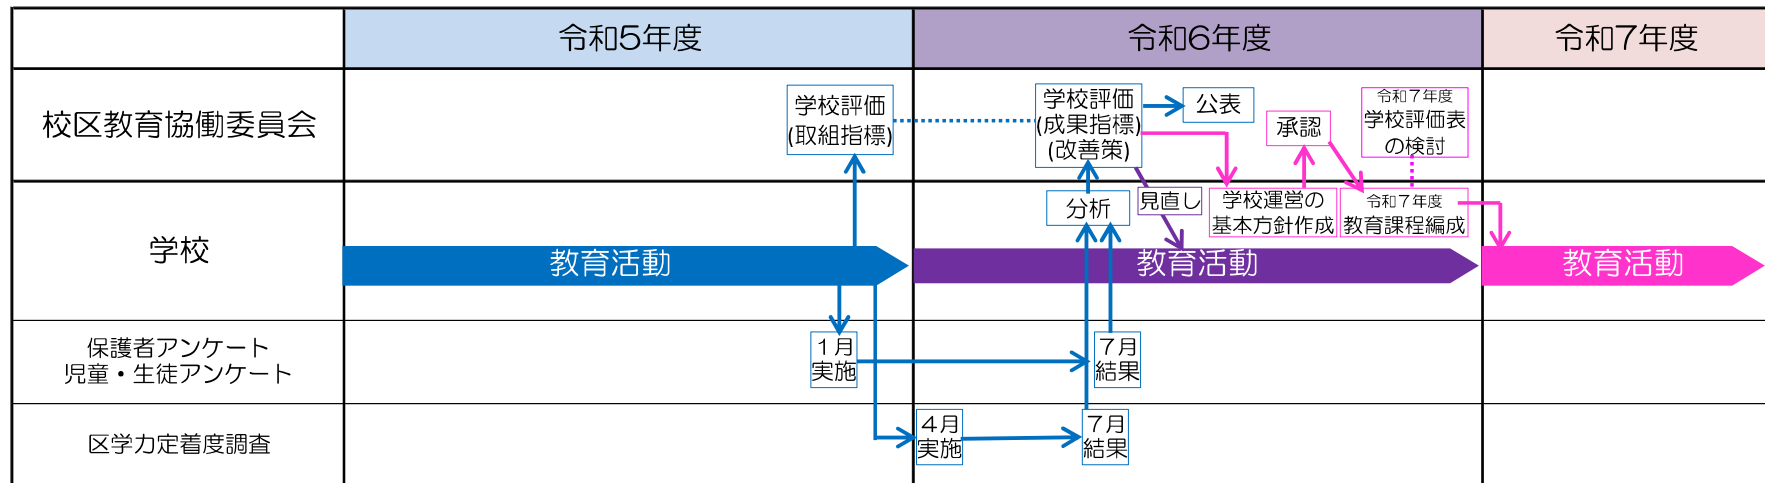 令和５年度
令和６年度
令和７年度
校区教育協働委員会
学校評価
(取組指標)
学校評価
(成果指標)
(改善策)
公表
承認
令和７年度
学校評価表
の検討
学校
分析
見直し
学校運営の
基本方針作成
令和７年度
教育課程編成
教育活動
教育活動
教育活動
保護者アンケート
児童・生徒アンケート
１月
実施
７月
結果
区学力定着度調査
４月
実施
７月
結果